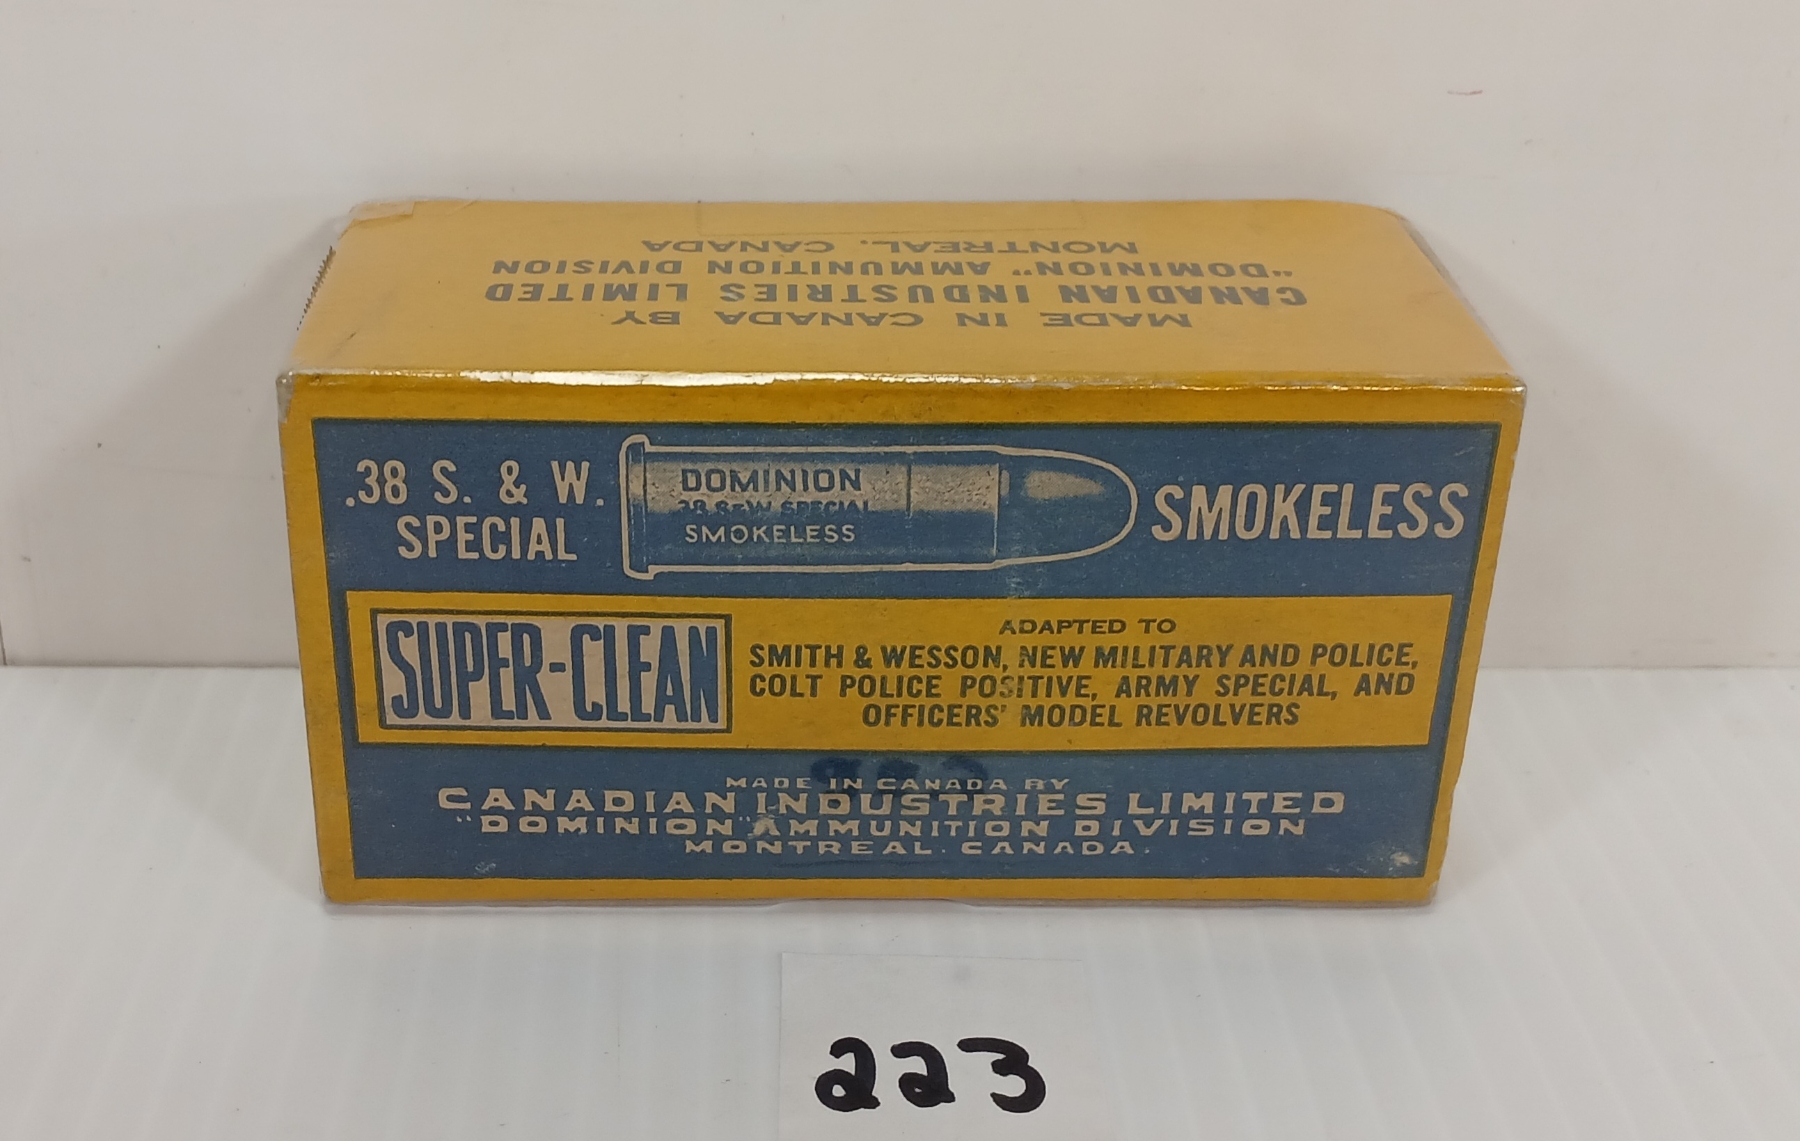 MADE IN CANADA BY
CANADIAN INDUSTRIES LIMITED
"DOMINION" AMMUNITION DIVISION
MONTREAL, CANADA
.38 S. & W.
SPECIAL
DOMINION
38 S&W SPECIAL
SMOKELESS
SMOKELESS
SUPER-CLEAN
ADAPTED TO
SMITH & WESSON, NEW MILITARY AND POLICE,
COLT POLICE POSITIVE, ARMY SPECIAL, AND
OFFICERS' MODEL REVOLVERS
MADE IN CANADA BY
CANADIAN INDUSTRIES LIMITED
"DOMINION" AMMUNITION DIVISION
MONTREAL. CANADA.
223